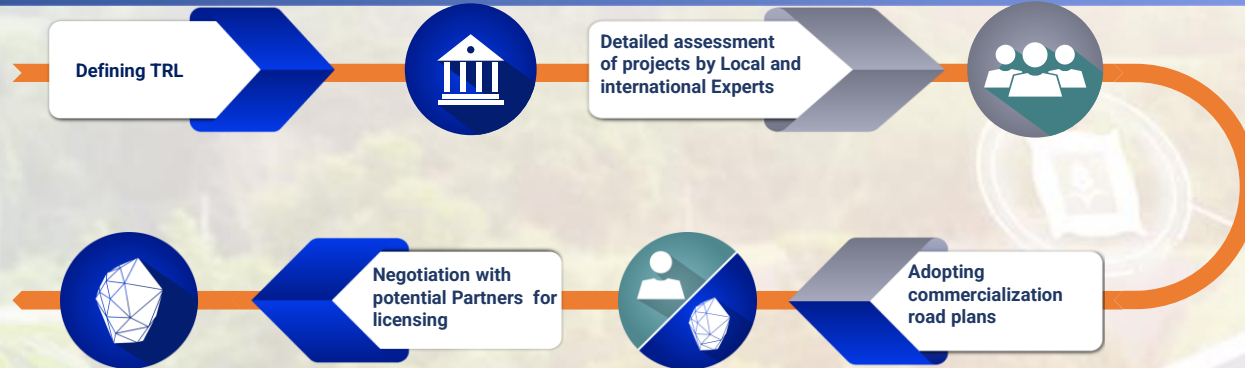 Defining TRL
Detailed assessment
of projects by Local and
international Experts
Adopting
commercialization
road plans
Negotiation with
potential Partners for
licensing